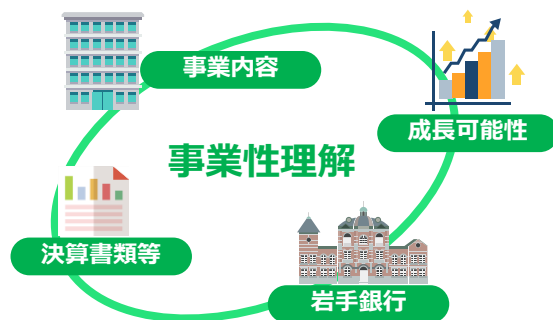 事業内容
成長可能性
事業性理解
決算書類等
岩手銀行